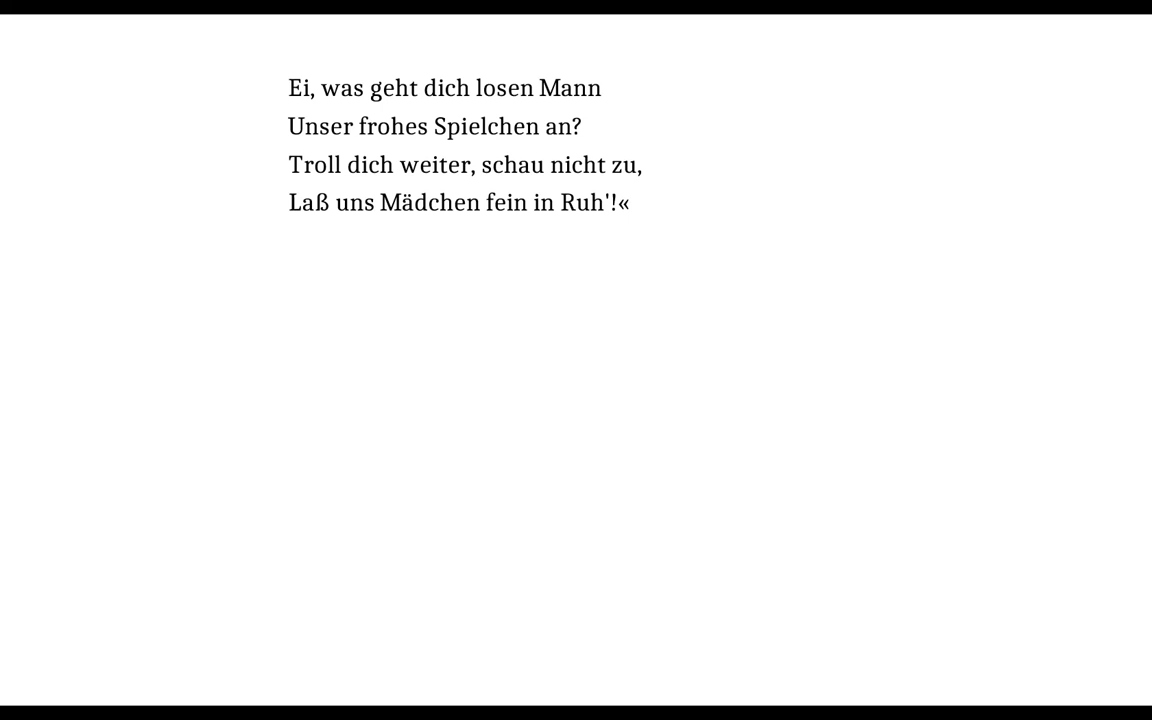 Ei, was geht dich losen Mann
Unser frohes Spielchen an?
Troll dich weiter, schau nicht zu,
Laß uns Mädchen fein in Ruh'!«